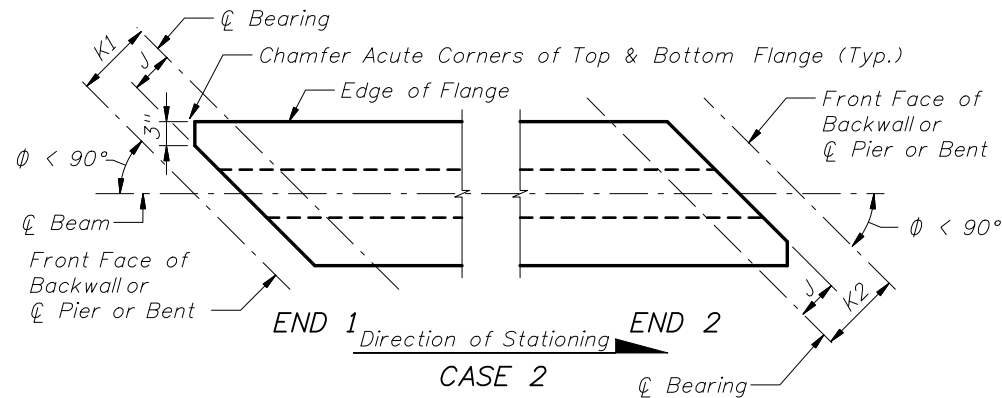 ℄ Bearing
K1
J
Chamfer Acute Corners of Top & Bottom Flange (Typ.)
Edge of Flange
3"
Front Face of
Backwall or
℄ Pier or Bent
ϕ < 90°
℄ Beam
ϕ < 90°
Front Face of
Backwall or
℄ Pier or Bent
J
K2
END 1
END 2
Direction of Stationing
CASE 2
℄ Bearing